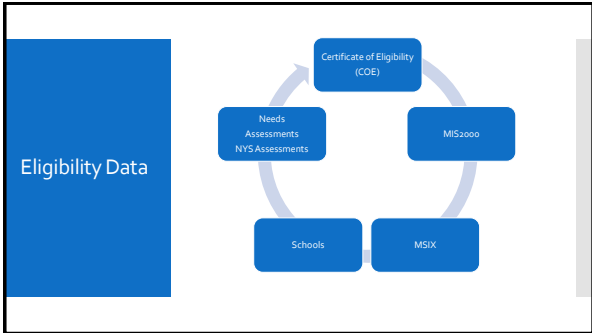 Eligibility Data
Certificate of Eligibility
(COE)
MIS2000
MSIX
Schools
Needs
Assessments
NYS Assessments